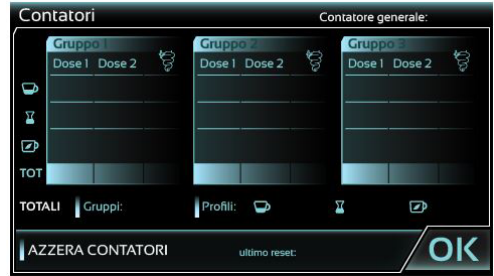 Contatori Contatore generale:
Gruppo 1 Gruppo 2 Gruppo 3
Dose 1 Dose 2 Dose 1 Dose 2 Dose 1 Dose 2
TOT
TOTALI Gruppi: Profili:
AZZERA CONTATORI ultimo reset: OK